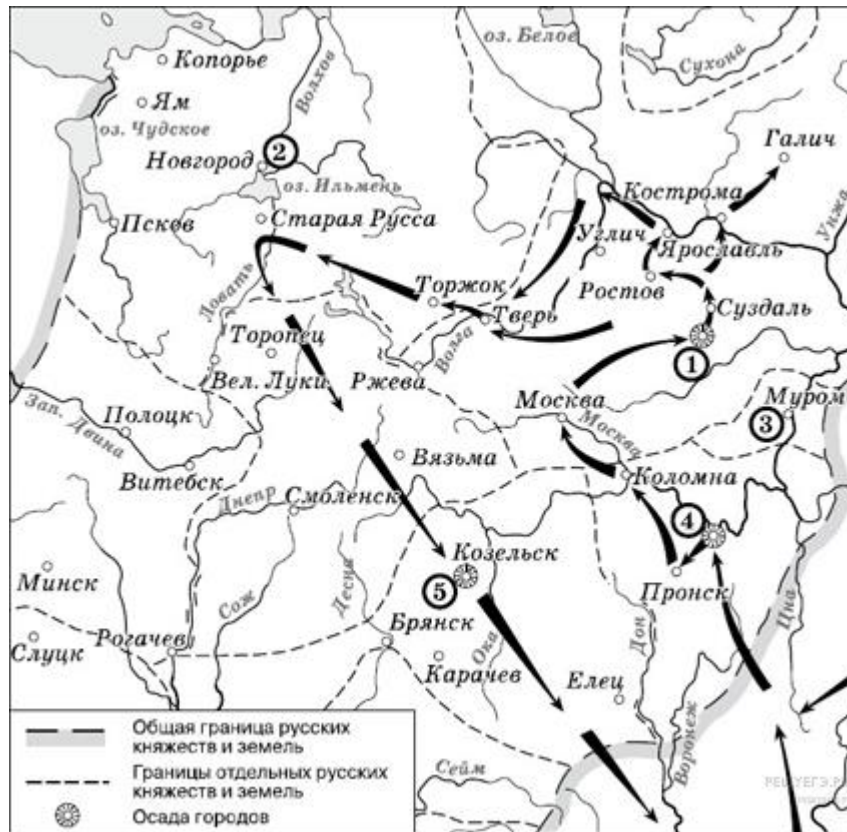 оз. Белое
Сухона
Копорье
Волхов
Ям
оз. Чудское
Галич
Новгород
2
оз. Ильмень
Кострома
Унжа
Псков
Старая Русса
Углич
Ярославль
Ловать
Торжок
Ростов
Тверь
Суздаль
Торопец
Волга
1
Вел. Луки
Ржева
Зап. Двина
Москва
Москва
Муром
3
Полоцк
Вязьма
Витебск
Коломна
Днепр
Смоленск
4
Козельск
5
Минск
Сож
Десна
Пронск
Цна
Брянск
Дон
Слуцк
Рогачев
Ока
Карачев
Елец
Воронеж
Общая граница русских
княжеств и земель
Границы отдельных русских
княжеств и земель
Сейм
Осада городов